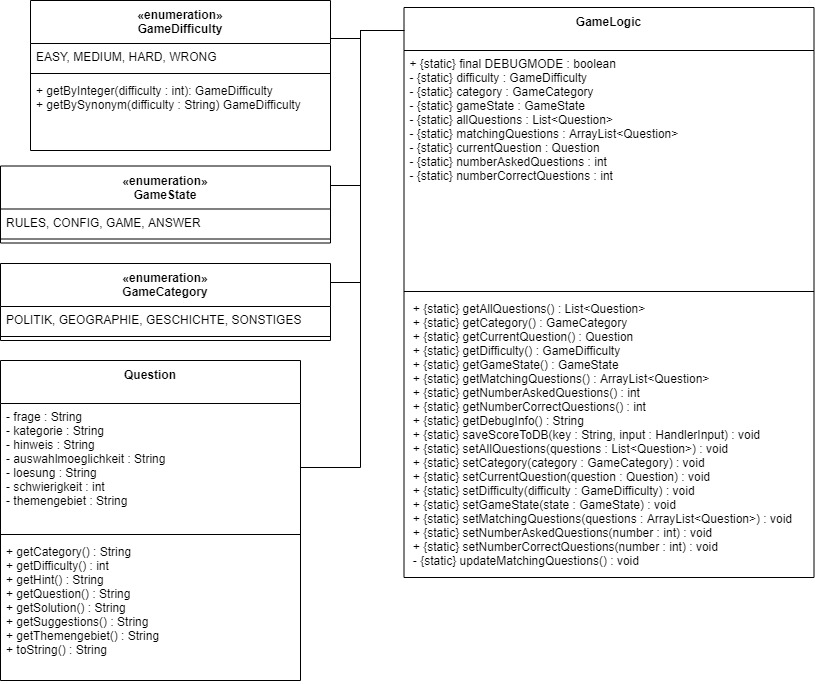 «enumeration»
GameDifficulty
EASY, MEDIUM, HARD, WRONG
+ getByInteger(difficulty : int): GameDifficulty
+ getBySynonym(difficulty : String) GameDifficulty
«enumeration»
GameState
RULES, CONFIG, GAME, ANSWER
«enumeration»
GameCategory
POLITIK, GEOGRAPHIE, GESCHICHTE, SONSTIGES
Question
- frage : String
- kategorie : String
- hinweis : String
- auswahlmoeglichkeit : String
- loesung : String
- schwierigkeit : int
- themengebiet : String
+ getCategory() : String
+ getDifficulty() : int
+ getHint() : String
+ getQuestion() : String
+ getSolution() : String
+ getSuggestions() : String
+ getThemengebiet() : String
+ toString() : String
GameLogic
+ {static} final DEBUGMODE : boolean
- {static} difficulty : GameDifficulty
- {static} category : GameCategory
- {static} gameState : GameState
- {static} allQuestions : List<Question>
- {static} matchingQuestions : ArrayList<Question>
- {static} currentQuestion : Question
- {static} numberAskedQuestions : int
- {static} numberCorrectQuestions : int
+ {static} getAllQuestions() : List<Question>
+ {static} getCategory() : GameCategory
+ {static} getCurrentQuestion() : Question
+ {static} getDifficulty() : GameDifficulty
+ {static} getGameState() : GameState
+ {static} getMatchingQuestions() : ArrayList<Question>
+ {static} getNumberAskedQuestions() : int
+ {static} getNumberCorrectQuestions() : int
+ {static} getDebugInfo() : String
+ {static} saveScoreToDB(key : String, input : HandlerInput) : void
+ {static} setAllQuestions(questions : List<Question>) : void
+ {static} setCategory(category : GameCategory) : void
+ {static} setCurrentQuestion(question : Question) : void
+ {static} setDifficulty(difficulty : GameDifficulty) : void
+ {static} setGameState(state : GameState) : void
+ {static} setMatchingQuestions(questions : ArrayList<Question>) : void
+ {static} setNumberAskedQuestions(number : int) : void
+ {static} setNumberCorrectQuestions(number : int) : void
- {static} updateMatchingQuestions() : void